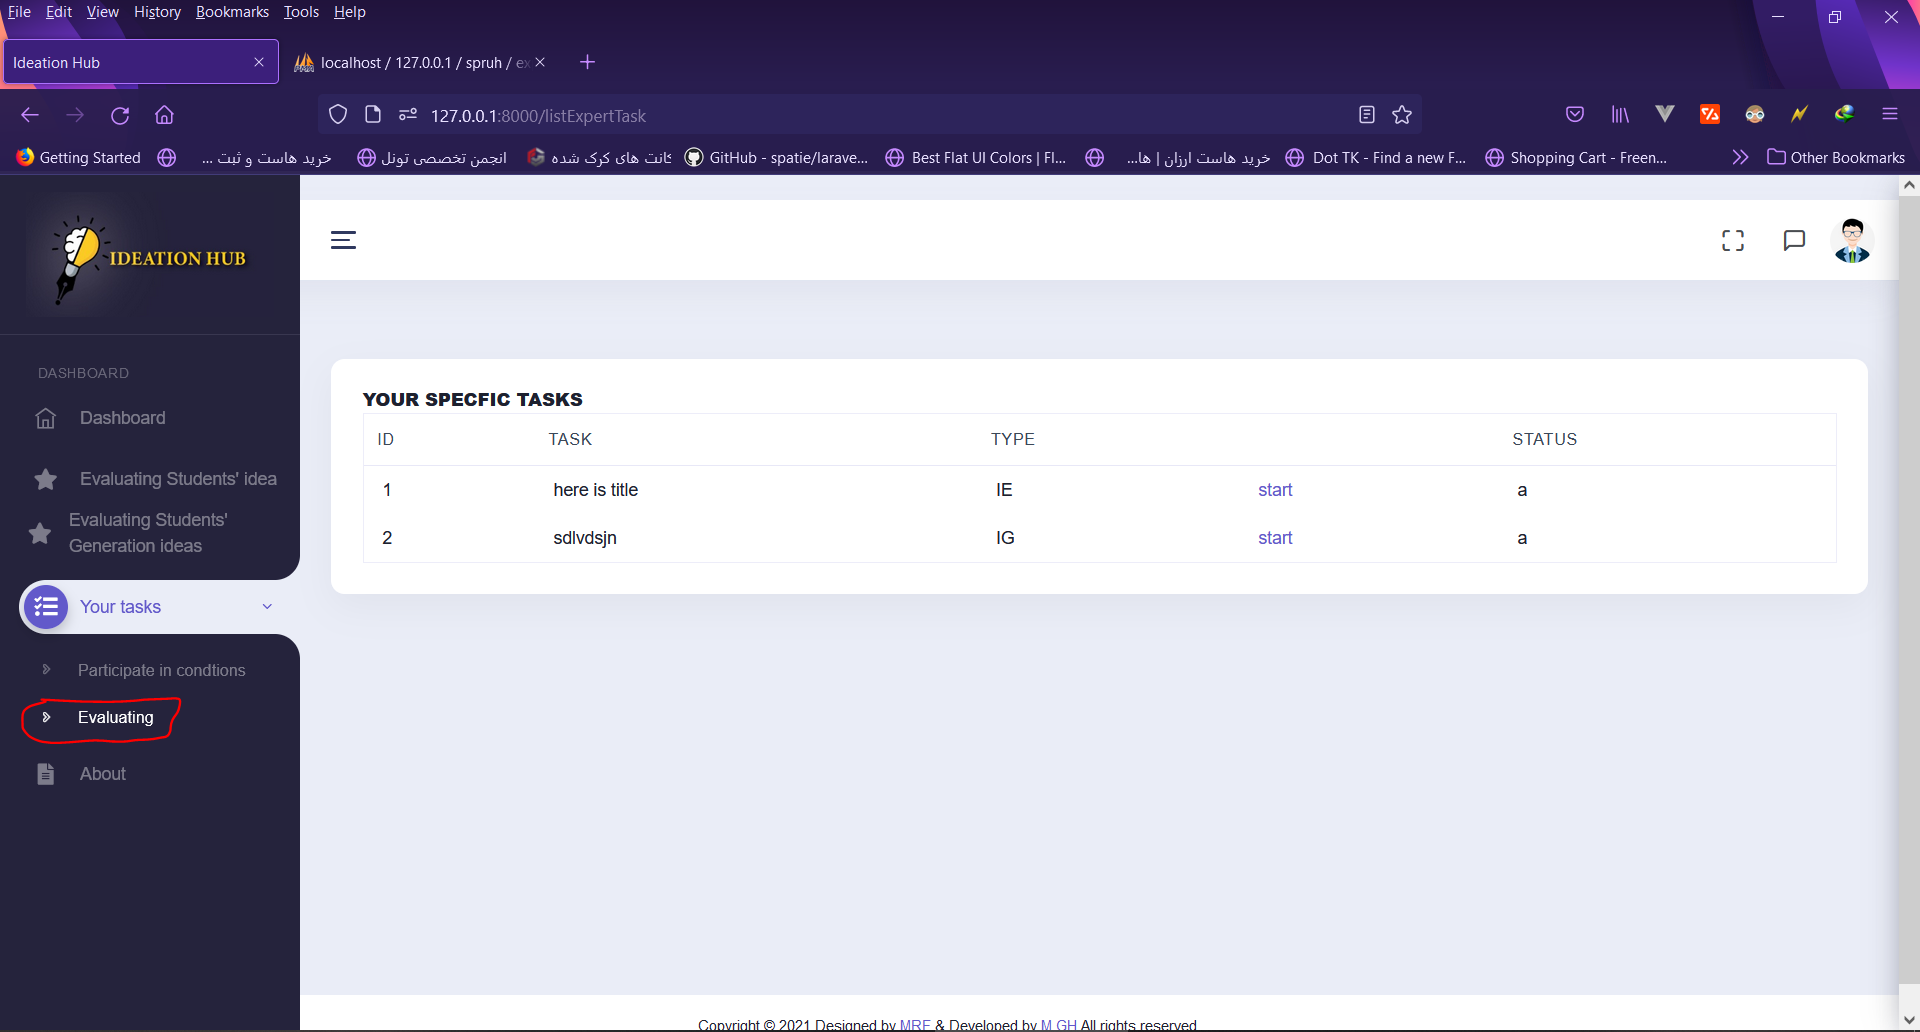 File Edit View History Bookmarks Tools Help
Ideation Hub
localhost / 127.0.0.1 / spruh / ex
127.0.0.1:8000/listExpertTask
Getting Started
خرید هاست و ثبت ...
انجمن تخصصی تونل
کانت های کرک شده
GitHub - spatie/larave...
Best Flat UI Colors | Fl...
خرید هاست ارزان | ها...
Dot TK - Find a new F...
Shopping Cart - Freen...
Other Bookmarks
IDEATION HUB
DASHBOARD
Dashboard
Evaluating Students' idea
Evaluating Students'
Generation ideas
Your tasks
Participate in condtions
Evaluating
About
YOUR SPECFIC TASKS
ID TASK TYPE STATUS
1 here is title IE start a
2 sdlvdsjn IG start a
Copyright © 2021 Designed by MRF & Developed by M.GH All rights reserved